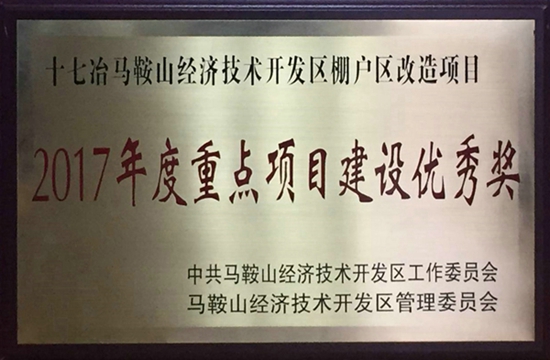 十七冶马鞍山经济技术开发区棚户区改造项目
2017年度重点项目建设优秀奖
中共马鞍山经济技术开发区工作委员会
马鞍山经济技术开发区管理委员会